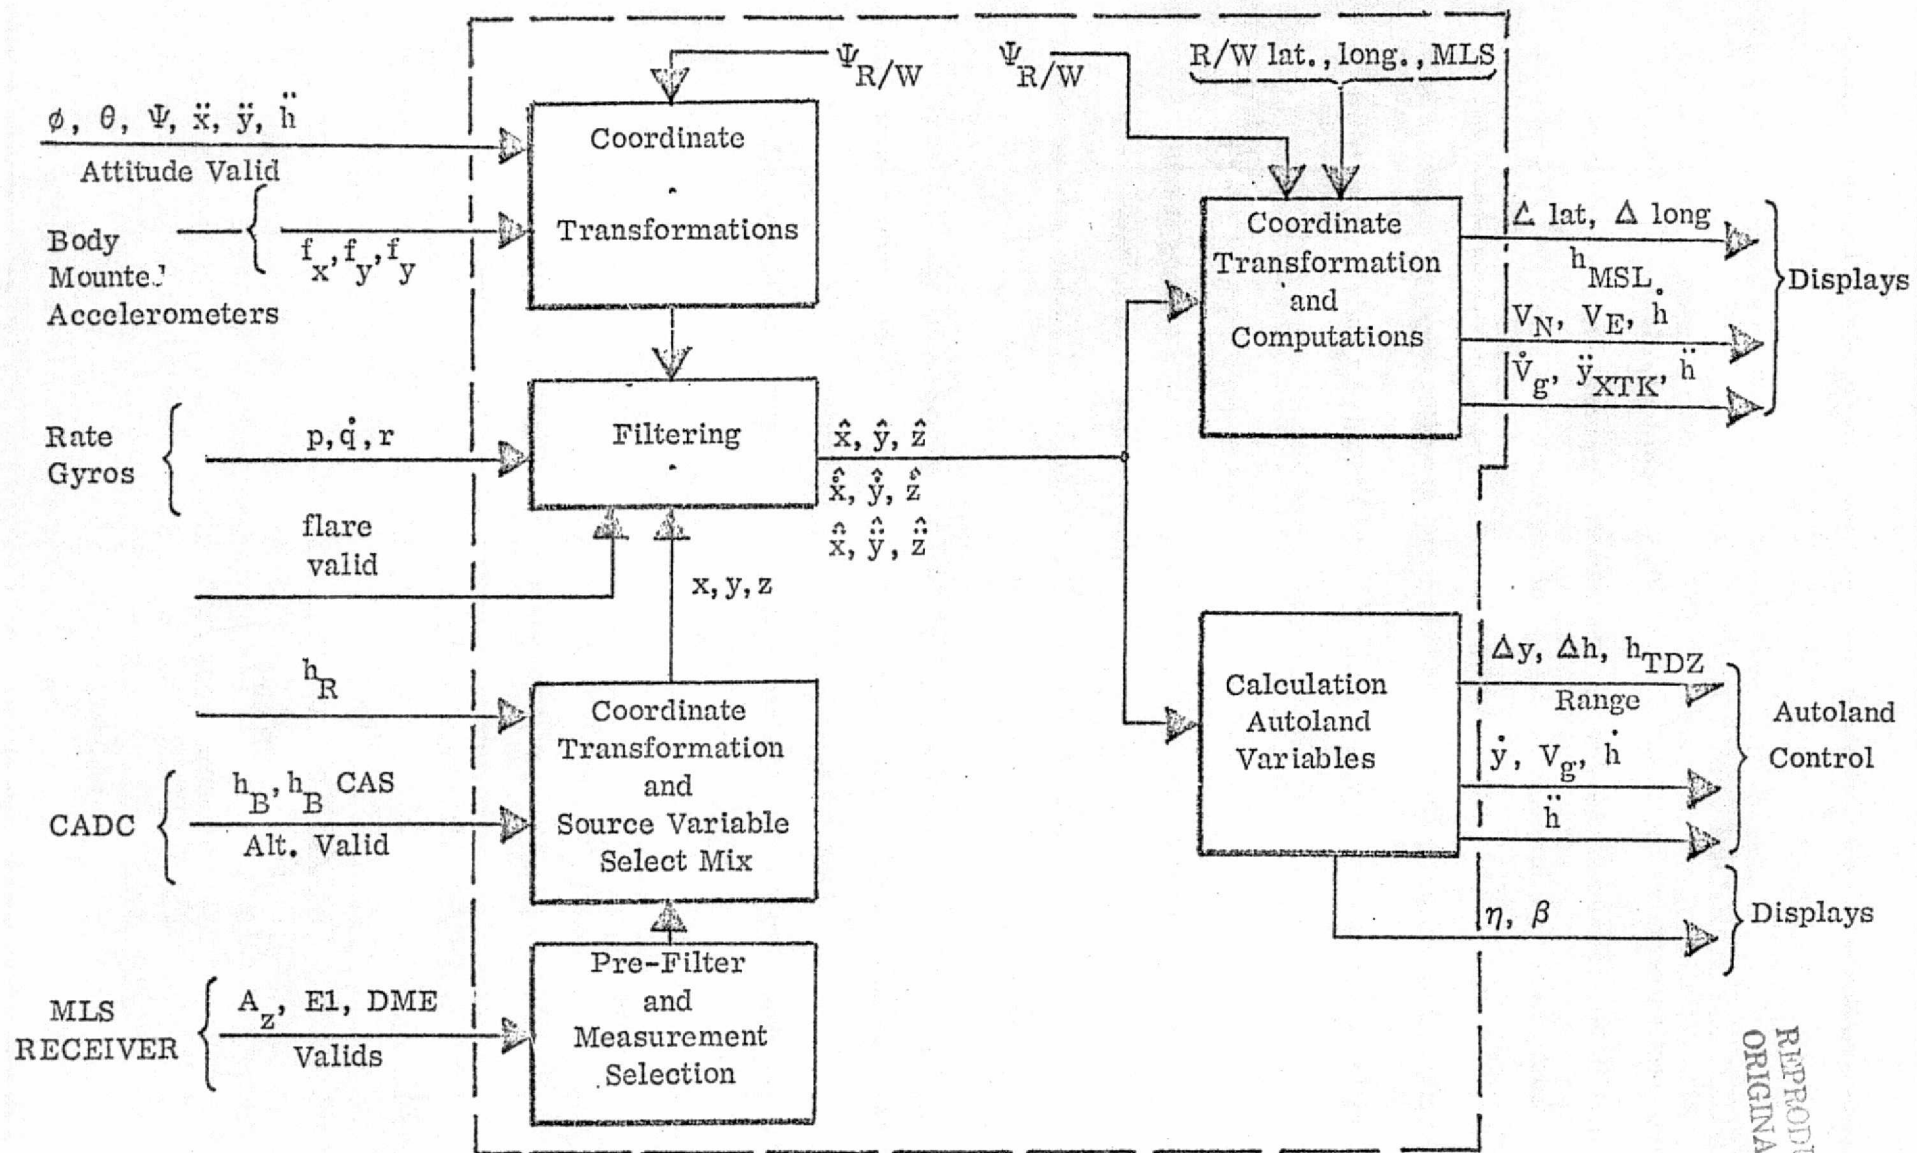 Ψ R/W
Ψ R/W
R/W lat., long., MLS
ϕ, θ, Ψ, ẍ, ÿ, ḧ
Attitude Valid
Body
Mounte
Accelerometers
f_x, f_y, f_y
Coordinate
Transformations
Coordinate
Transformation
and
Computations
Δ lat, Δ long
h_MSL
V_N, V_E, ḣ
V̇_g, ÿ_XTK, ḧ
Displays
Rate
Gyros
p, q̇, r
Filtering
x̂, ŷ, ẑ
x̂̇, ŷ̇, ẑ̇
x̂̈, ŷ̈, ẑ̈
flare
valid
x, y, z
h_R
CADC
h_B, h_B CAS
Alt. Valid
Coordinate
Transformation
and
Source Variable
Select Mix
Calculation
Autoland
Variables
Δy, Δh, h_TDZ
Range
ẏ, V_g, ḣ
ḧ
Autoland
Control
η, β
Displays
MLS
RECEIVER
A_z, E1, DME
Valids
Pre-Filter
and
Measurement
Selection
REPROD
ORIGINA